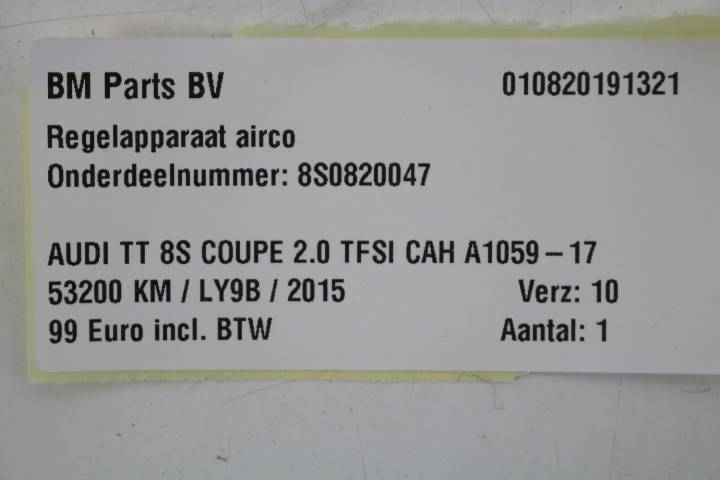 BM Parts BV 010820191321
Regelapparaat airco
Onderdeelnummer: 8S0820047
AUDI TT 8S COUPE 2.0 TFSI CAH A1059 – 17
53200 KM / LY9B / 2015 Verz: 10
99 Euro incl. BTW Aantal: 1